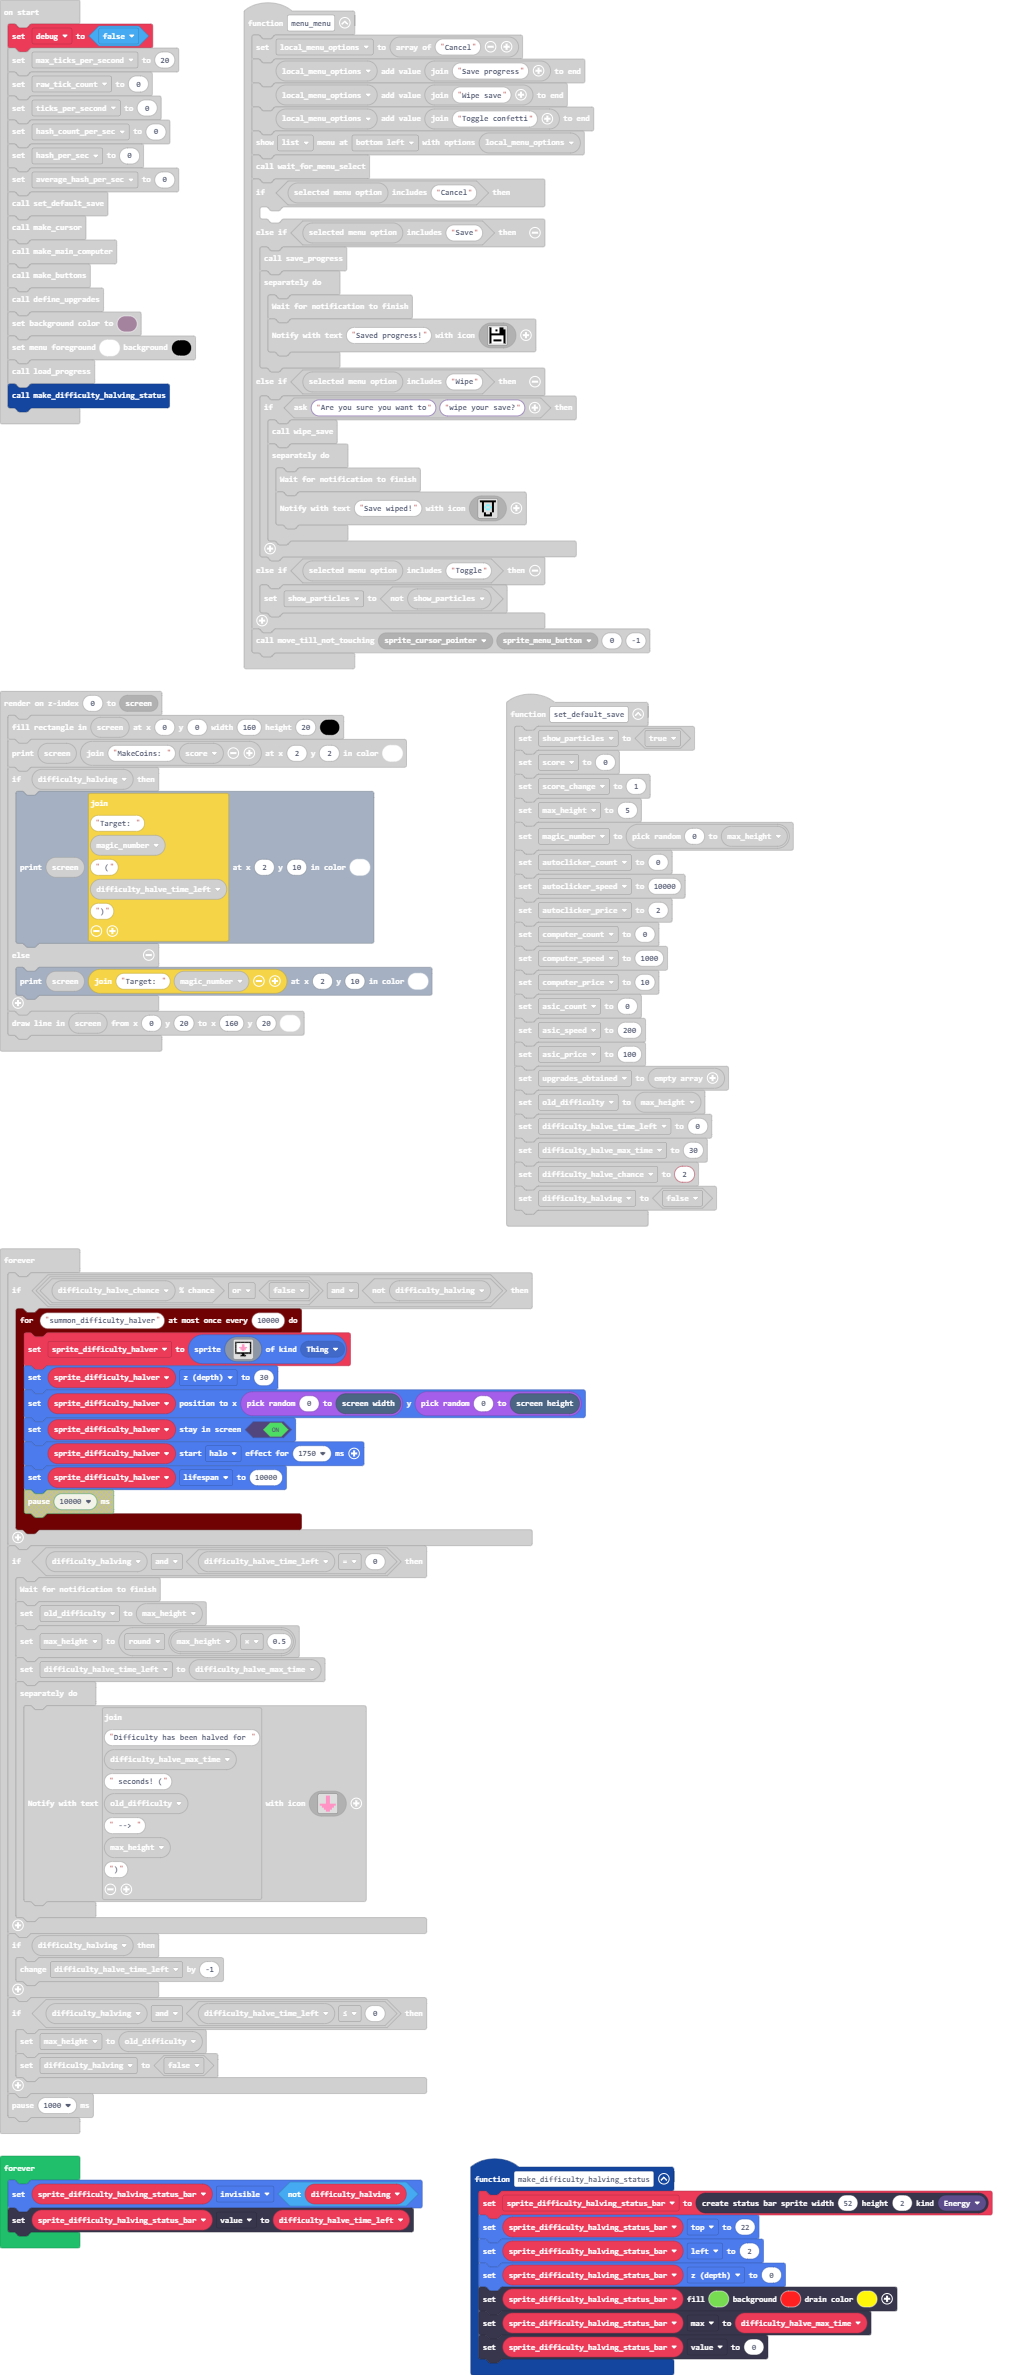 on start
set debug to false
set max_ticks_per_second to 20
set raw_tick_count to 0
set ticks_per_second to 0
set hash_count_per_sec to 0
set hash_per_sec to 0
set average_hash_per_sec to 0
call set_default_save
call make_cursor
call make_main_computer
call make_buttons
call define_upgrades
set background color to
set menu foreground background
call load_progress
call make_difficulty_halving_status
function menu_menu
set local_menu_options to array of "Cancel"
local_menu_options add value join "Save progress" to end
local_menu_options add value join "Wipe save" to end
local_menu_options add value join "Toggle confetti" to end
show list menu at bottom left with options local_menu_options
call wait_for_menu_select
if selected menu option includes "Cancel" then
else if selected menu option includes "Save" then
call save_progress
separately do
Wait for notification to finish
Notify with text "Saved progress!" with icon
else if selected menu option includes "Wipe" then
if ask "Are you sure you want to" "wipe your save?" then
call wipe_save
separately do
Wait for notification to finish
Notify with text "Save wiped!" with icon
else if selected menu option includes "Toggle" then
set show_particles to not show_particles
call move_till_not_touching sprite_cursor_pointer sprite_menu_button 0 -1
render on z-index 0 to screen
fill rectangle in screen at x 0 y 0 width 160 height 20
print screen join "MakeCoins: " score at x 2 y 2 in color
if difficulty_halving then
join
"Target: "
magic_number
print screen " (" at x 2 y 10 in color
difficulty_halve_time_left
")"
else
print screen join "Target: " magic_number at x 2 y 10 in color
draw line in screen from x 0 y 20 to x 160 y 20
function set_default_save
set show_particles to true
set score to 0
set score_change to 1
set max_height to 5
set magic_number to pick random 0 to max_height
set autoclicker_count to 0
set autoclicker_speed to 10000
set autoclicker_price to 2
set computer_count to 0
set computer_speed to 1000
set computer_price to 10
set asic_count to 0
set asic_speed to 200
set asic_price to 100
set upgrades_obtained to empty array
set old_difficulty to max_height
set difficulty_halve_time_left to 0
set difficulty_halve_max_time to 30
set difficulty_halve_chance to 2
set difficulty_halving to false
forever
if difficulty_halve_chance % chance or false and not difficulty_halving then
for "summon_difficulty_halver" at most once every 10000 do
set sprite_difficulty_halver to sprite of kind Thing
set sprite_difficulty_halver z (depth) to 30
set sprite_difficulty_halver position to x pick random 0 to screen width y pick random 0 to screen height
set sprite_difficulty_halver stay in screen ON
sprite_difficulty_halver start halo effect for 1750 ms
set sprite_difficulty_halver lifespan to 10000
pause 10000 ms
if difficulty_halving and difficulty_halve_time_left = 0 then
Wait for notification to finish
set old_difficulty to max_height
set max_height to round max_height × 0.5
set difficulty_halve_time_left to difficulty_halve_max_time
separately do
join
"Difficulty has been halved for "
difficulty_halve_max_time
" seconds! ("
Notify with text old_difficulty with icon
" --> "
max_height
")"
if difficulty_halving then
change difficulty_halve_time_left by -1
if difficulty_halving and difficulty_halve_time_left ≤ 0 then
set max_height to old_difficulty
set difficulty_halving to false
pause 1000 ms
forever
set sprite_difficulty_halving_status_bar invisible not difficulty_halving
set sprite_difficulty_halving_status_bar value to difficulty_halve_time_left
function make_difficulty_halving_status
set sprite_difficulty_halving_status_bar to create status bar sprite width 52 height 2 kind Energy
set sprite_difficulty_halving_status_bar top to 22
set sprite_difficulty_halving_status_bar left to 2
set sprite_difficulty_halving_status_bar z (depth) to 0
set sprite_difficulty_halving_status_bar fill background drain color
set sprite_difficulty_halving_status_bar max to difficulty_halve_max_time
set sprite_difficulty_halving_status_bar value to 0